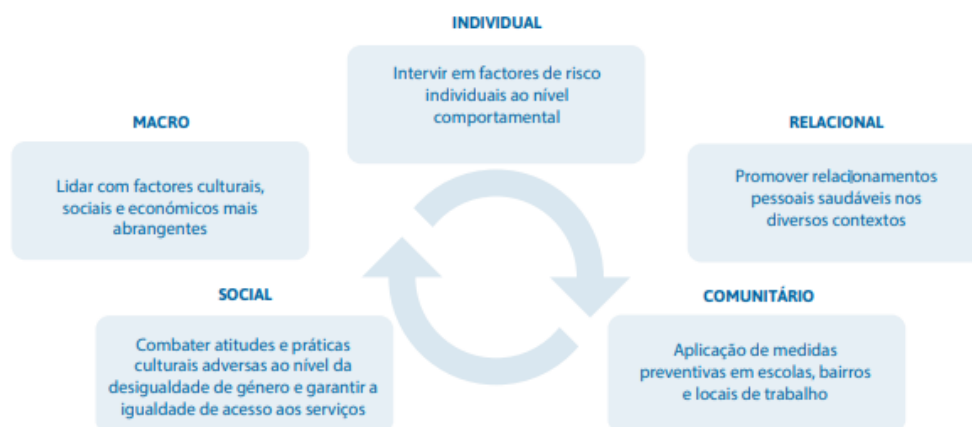 INDIVIDUAL
Intervir em factores de risco
individuais ao nível
comportamental
MACRO
Lidar com factores culturais,
sociais e económicos mais
abrangentes
RELACIONAL
Promover relacionamentos
pessoais saudáveis nos
diversos contextos
SOCIAL
Combater atitudes e práticas
culturais adversas ao nível da
desigualdade de género e garantir a
igualdade de acesso aos serviços
COMUNITÁRIO
Aplicação de medidas
preventivas em escolas, bairros
e locais de trabalho